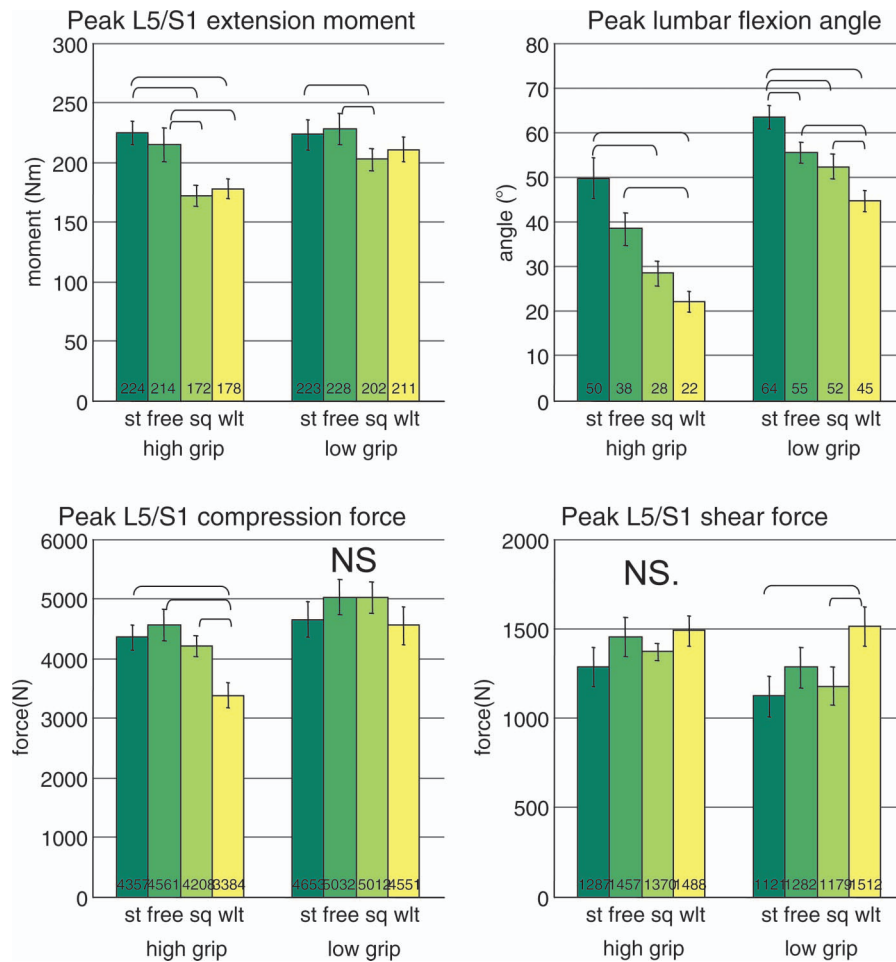 Peak L5/S1 extension moment
300
250
200
150
100
50
0
moment (Nm)
224 214 172 178 223 228 202 211
st free sq wlt st free sq wlt
high grip low grip
Peak lumbar flexion angle
80
70
60
50
40
30
20
10
0
angle (°)
50 38 28 22 64 55 52 45
st free sq wlt st free sq wlt
high grip low grip
Peak L5/S1 compression force
6000
5000
4000
3000
2000
1000
0
force(N)
NS
4357 4561 4208 3384 4653 5032 5012 4551
st free sq wlt st free sq wlt
high grip low grip
Peak L5/S1 shear force
2000
1500
1000
500
0
force(N)
NS.
1287 1457 1370 1488 1121 1282 1179 1512
st free sq wlt st free sq wlt
high grip low grip